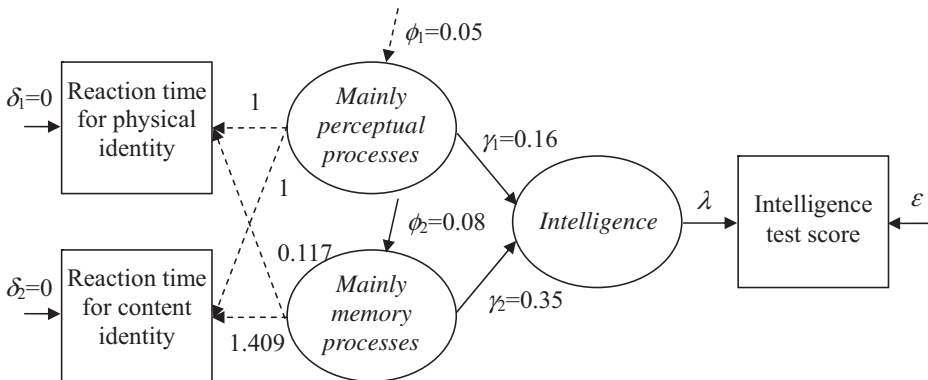 ϕ1=0.05
δ1=0
Reaction time
for physical
identity
1
Mainly
perceptual
processes
γ1=0.16
1
Intelligence
λ
Intelligence
test score
ε
ϕ2=0.08
0.117
δ2=0
Reaction time
for content
identity
1.409
Mainly
memory
processes
γ2=0.35